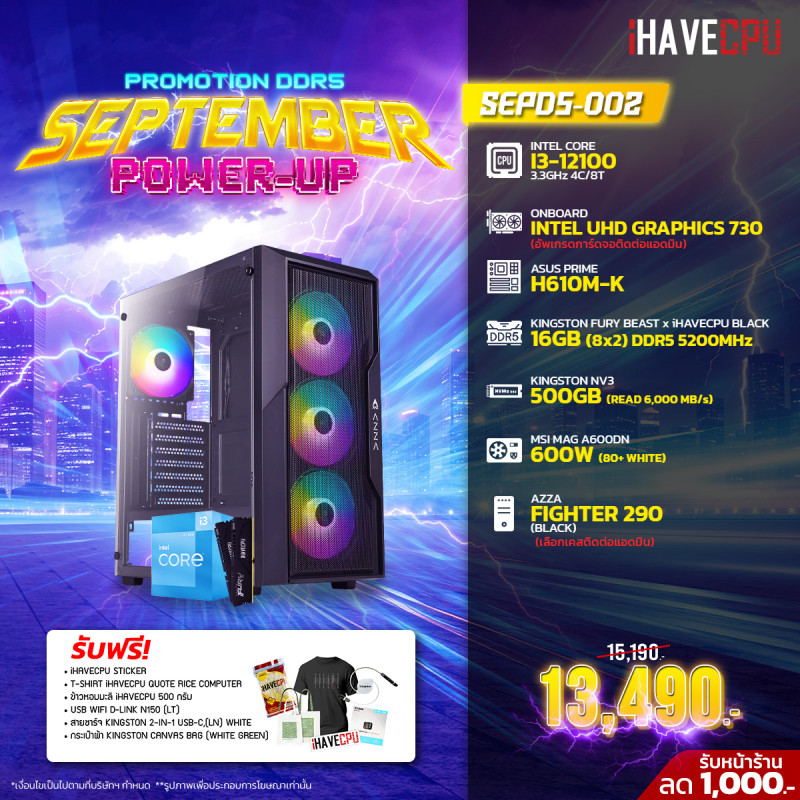 iHAVECPU
PROMOTION DDR5
SEPTEMBER
POWER-UP
SEPD5-002
CPU
INTEL CORE
I3-12100
3.3GHz 4C/8T
ONBOARD
INTEL UHD GRAPHICS 730
(อัพเกรดการ์ดจอติดต่อแอดมิน)
ASUS PRIME
H610M-K
DDR5
KINGSTON FURY BEAST x iHAVECPU BLACK
16GB (8x2) DDR5 5200MHz
KINGSTON NV3
500GB (READ 6,000 MB/s)
MSI MAG A600DN
600W (80+ WHITE)
AZZA
FIGHTER 290
(BLACK)
(เลือกเคสติดต่อแอดมิน)
AZZA
i3
intel
CORE
รับฟรี!
• iHAVECPU STICKER
• T-SHIRT iHAVECPU QUOTE RICE COMPUTER
• ข้าวหอมมะลิ iHAVECPU 500 กรัม
• USB WIFI D-LINK N150 (LT)
• สายชาร์จ KINGSTON 2-IN-1 USB-C,(LN) WHITE
• กระเป๋าผ้า KINGSTON CANVAS BAG (WHITE GREEN)
iHAVECPU
15,190.-
13,490.-
รับหน้าร้าน
ลด 1,000.-
*เงื่อนไขเป็นไปตามที่บริษัทฯ กำหนด **รูปภาพเพื่อประกอบการโฆษณาเท่านั้น